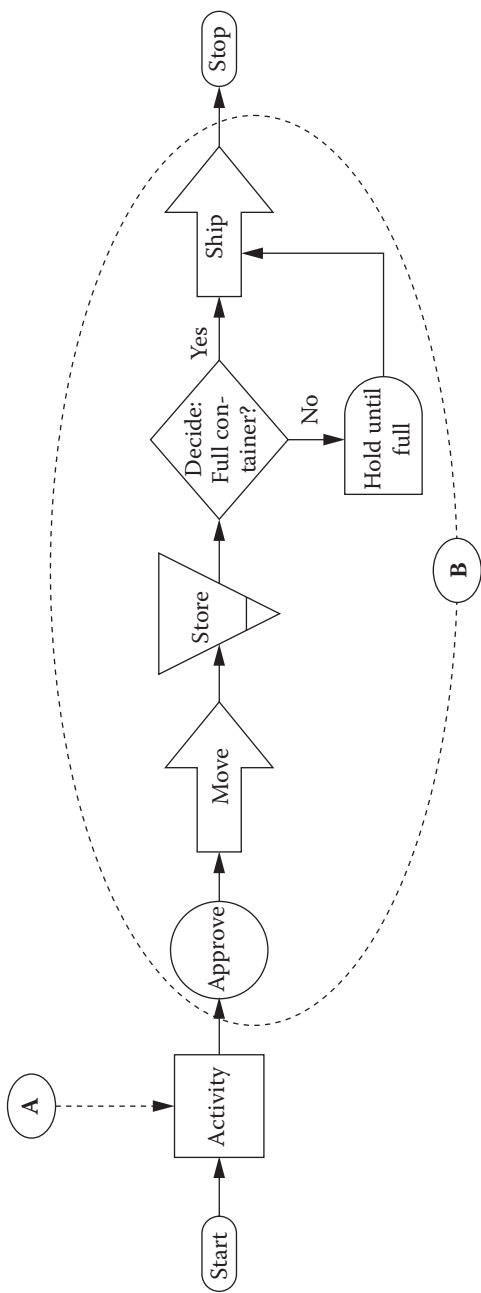 A
Start
Activity
Approve
Move
Store
Decide:
Full con-
tainer?
Yes
No
Hold until
full
Ship
Stop
B